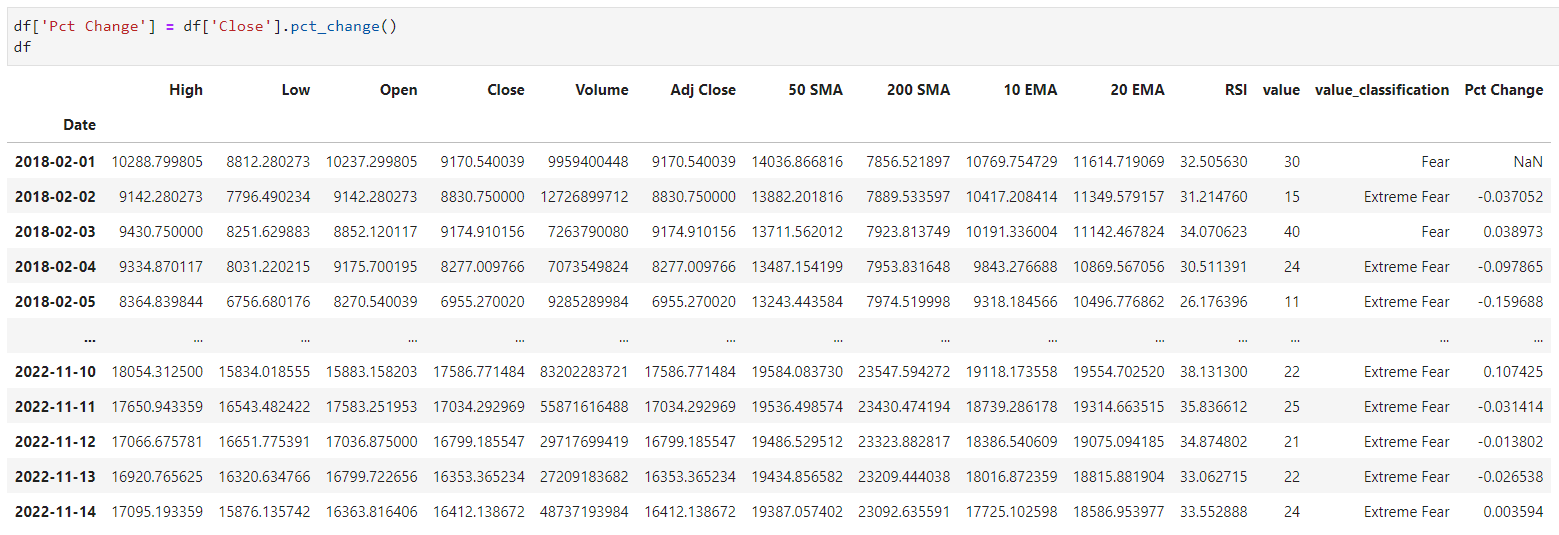 df['Pct Change'] = df['Close'].pct_change()
df
High Low Open Close Volume Adj Close 50 SMA 200 SMA 10 EMA 20 EMA RSI value value_classification Pct Change
Date
2018-02-01 10288.799805 8812.280273 10237.299805 9170.540039 9959400448 9170.540039 14036.866816 7856.521897 10769.754729 11614.719069 32.505630 30 Fear NaN
2018-02-02 9142.280273 7796.490234 9142.280273 8830.750000 12726899712 8830.750000 13882.201816 7889.533597 10417.208414 11349.579157 31.214760 15 Extreme Fear -0.037052
2018-02-03 9430.750000 8251.629883 8852.120117 9174.910156 7263790080 9174.910156 13711.562012 7923.813749 10191.336004 11142.467824 34.070623 40 Fear 0.038973
2018-02-04 9334.870117 8031.220215 9175.700195 8277.009766 7073549824 8277.009766 13487.154199 7953.831648 9843.276688 10869.567056 30.511391 24 Extreme Fear -0.097865
2018-02-05 8364.839844 6756.680176 8270.540039 6955.270020 9285289984 6955.270020 13243.443584 7974.519998 9318.184566 10496.776862 26.176396 11 Extreme Fear -0.159688
... ... ... ... ... ... ... ... ... ... ... ... ... ... ...
2022-11-10 18054.312500 15834.018555 15883.158203 17586.771484 83202283721 17586.771484 19584.083730 23547.594272 19118.173558 19554.702520 38.131300 22 Extreme Fear 0.107425
2022-11-11 17650.943359 16543.482422 17583.251953 17034.292969 55871616488 17034.292969 19536.498574 23430.474194 18739.286178 19314.663515 35.836612 25 Extreme Fear -0.031414
2022-11-12 17066.675781 16651.775391 17036.875000 16799.185547 29717699419 16799.185547 19486.529512 23323.882817 18386.540609 19075.094185 34.874802 21 Extreme Fear -0.013802
2022-11-13 16920.765625 16320.634766 16799.722656 16353.365234 27209183682 16353.365234 19434.856582 23209.444038 18016.872359 18815.881904 33.062715 22 Extreme Fear -0.026538
2022-11-14 17095.193359 15876.135742 16363.816406 16412.138672 48737193984 16412.138672 19387.057402 23092.635591 17725.102598 18586.953977 33.552888 24 Extreme Fear 0.003594